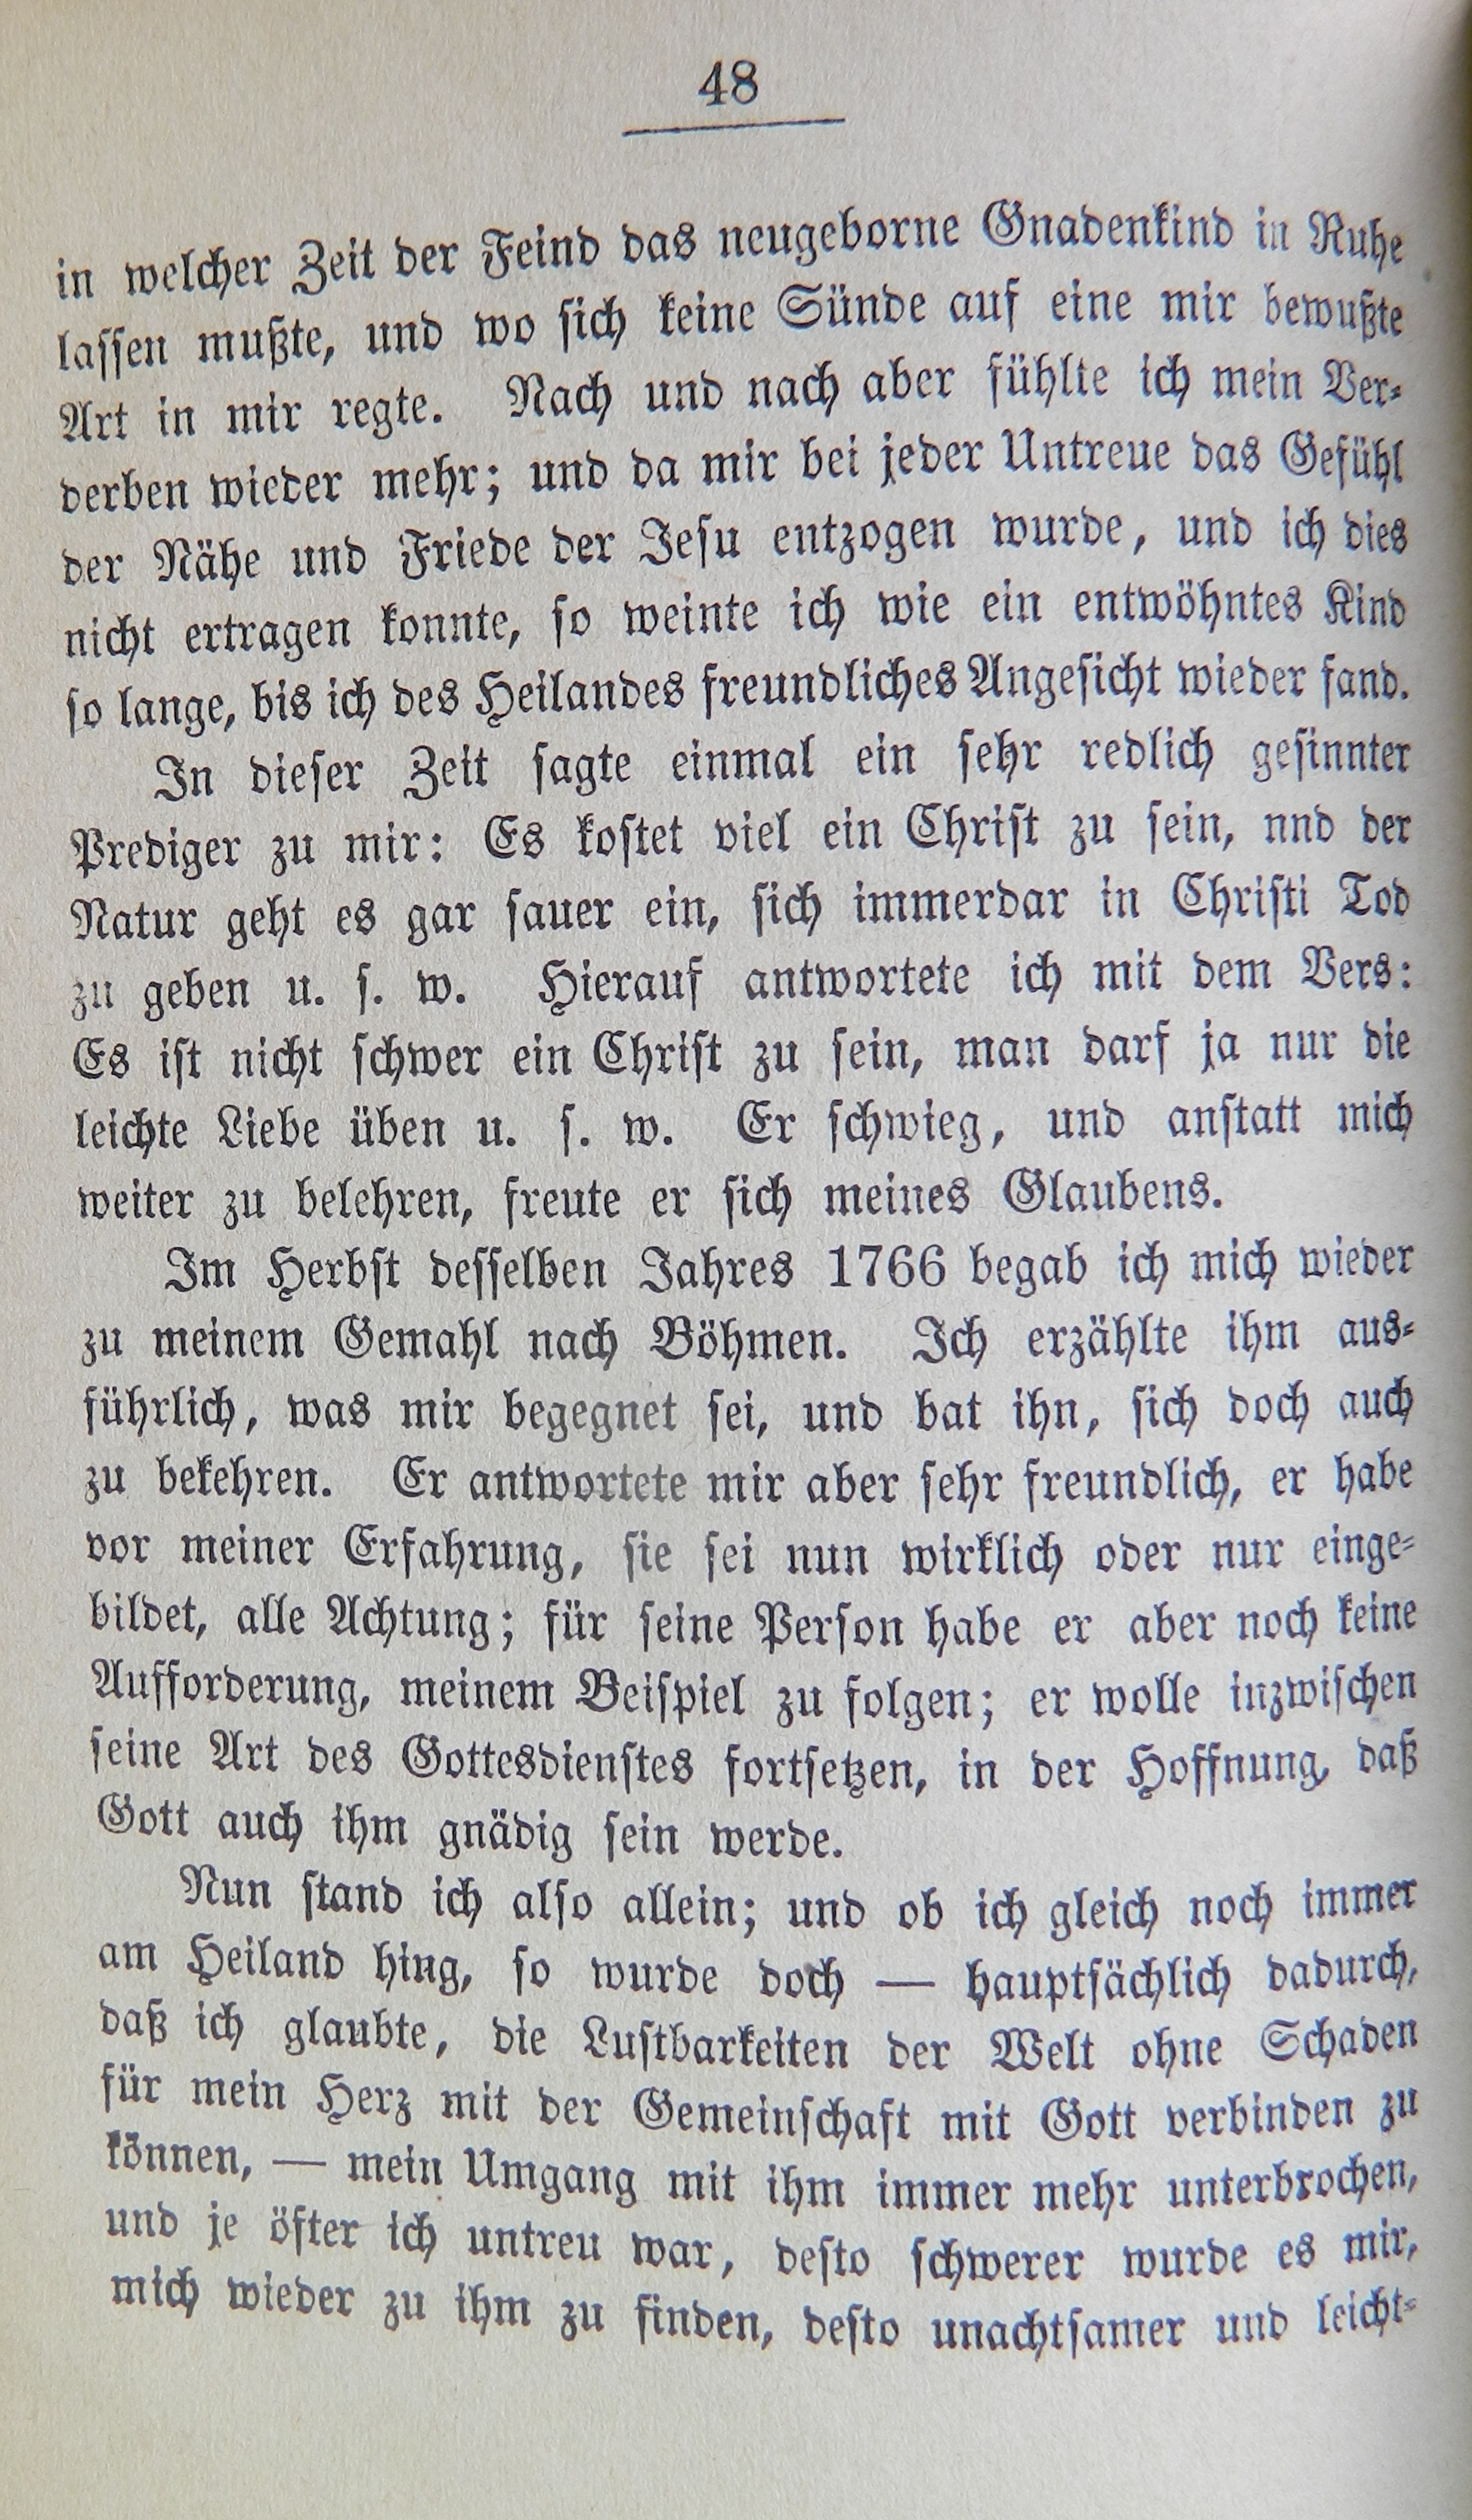 48
in welcher Zeit der Feind das neugeborne Gnadenkind in Ruhe
lassen mußte, und wo sich keine Sünde auf eine mir bewußte
Art in mir regte. Nach und nach aber fühlte ich mein Ver-
derben wieder mehr; und da mir bei jeder Untreue das Gefühl
der Nähe und Friede der Jesu entzogen wurde, und ich dies
nicht ertragen konnte, so weinte ich wie ein entwöhntes Kind
so lange, bis ich des Heilandes freundliches Angesicht wieder fand.
In dieser Zeit sagte einmal ein sehr redlich gesinnter
Prediger zu mir: Es kostet viel ein Christ zu sein, nnd der
Natur geht es gar sauer ein, sich immerdar in Christi Tod
zu geben u. s. w. Hierauf antwortete ich mit dem Vers:
Es ist nicht schwer ein Christ zu sein, man darf ja nur die
leichte Liebe üben u. s. w. Er schwieg, und anstatt mich
weiter zu belehren, freute er sich meines Glaubens.
Im Herbst desselben Jahres 1766 begab ich mich wieder
zu meinem Gemahl nach Böhmen. Ich erzählte ihm aus-
führlich, was mir begegnet sei, und bat ihn, sich doch auch
zu bekehren. Er antwortete mir aber sehr freundlich, er habe
vor meiner Erfahrung, sie sei nun wirklich oder nur einge-
bildet, alle Achtung; für seine Person habe er aber noch keine
Aufforderung, meinem Beispiel zu folgen; er wolle inzwischen
seine Art des Gottesdienstes fortsetzen, in der Hoffnung, daß
Gott auch ihm gnädig sein werde.
Nun stand ich also allein; und ob ich gleich noch immer
am Heiland hing, so wurde doch — hauptsächlich dadurch,
daß ich glaubte, die Lustbarkeiten der Welt ohne Schaden
für mein Herz mit der Gemeinschaft mit Gott verbinden zu
können, — mein Umgang mit ihm immer mehr unterbrochen,
und je öfter ich untreu war, desto schwerer wurde es mir,
mich wieder zu ihm zu finden, desto unachtsamer und leicht-